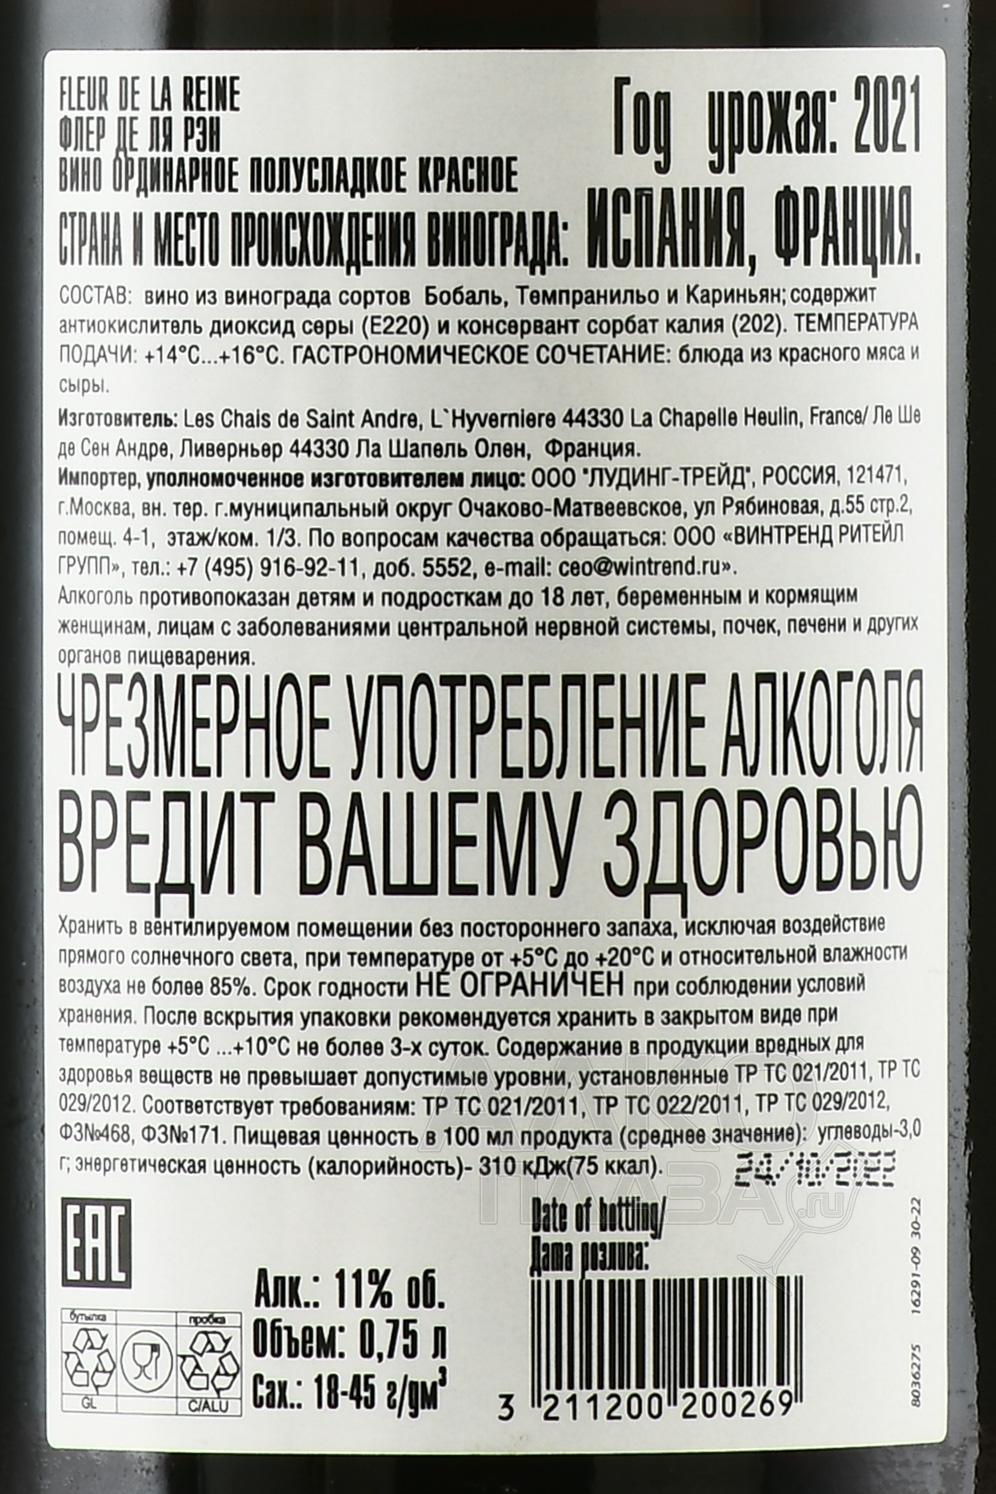 FLEUR DE LA REINE
ФЛЕР ДЕ ЛЯ РЭН
ВИНО ОРДИНАРНОЕ ПОЛУСЛАДКОЕ КРАСНОЕ
Год урожая: 2021
СТРАНА И МЕСТО ПРОИСХОЖДЕНИЯ ВИНОГРАДА: ИСПАНИЯ, ФРАНЦИЯ.
СОСТАВ: вино из винограда сортов Бобаль, Темпранильо и Кариньян; содержит
антиокислитель диоксид серы (Е220) и консервант сорбат калия (202). ТЕМПЕРАТУРА
ПОДАЧИ: +14°С...+16°С. ГАСТРОНОМИЧЕСКОЕ СОЧЕТАНИЕ: блюда из красного мяса и
сыры.
Изготовитель: Les Chais de Saint Andre, L`Hyverniere 44330 La Chapelle Heulin, France/ Ле Ше
де Сен Андре, Ливерньер 44330 Ла Шапель Олен, Франция.
Импортер, уполномоченное изготовителем лицо: ООО "ЛУДИНГ-ТРЕЙД", РОССИЯ, 121471,
г.Москва, вн. тер. г.муниципальный округ Очаково-Матвеевское, ул Рябиновая, д.55 стр.2,
помещ. 4-1, этаж/ком. 1/3. По вопросам качества обращаться: ООО «ВИНТРЕНД РИТЕЙЛ
ГРУПП», тел.: +7 (495) 916-92-11, доб. 5552, e-mail: ceo@wintrend.ru».
Алкоголь противопоказан детям и подросткам до 18 лет, беременным и кормящим
женщинам, лицам с заболеваниями центральной нервной системы, почек, печени и других
органов пищеварения.
ЧРЕЗМЕРНОЕ УПОТРЕБЛЕНИЕ АЛКОГОЛЯ
ВРЕДИТ ВАШЕМУ ЗДОРОВЬЮ
Хранить в вентилируемом помещении без постороннего запаха, исключая воздействие
прямого солнечного света, при температуре от +5°С до +20°С и относительной влажности
воздуха не более 85%. Срок годности НЕ ОГРАНИЧЕН при соблюдении условий
хранения. После вскрытия упаковки рекомендуется хранить в закрытом виде при
температуре +5°С ...+10°С не более 3-х суток. Содержание в продукции вредных для
здоровья веществ не превышает допустимые уровни, установленные ТР ТС 021/2011, ТР ТС
029/2012. Соответствует требованиям: ТР ТС 021/2011, ТР ТС 022/2011, ТР ТС 029/2012,
ФЗ№468, ФЗ№171. Пищевая ценность в 100 мл продукта (среднее значение): углеводы-3,0
г; энергетическая ценность (калорийность)- 310 кДж(75 ккал).
24/10/2022
АЛКО
ПЛАЗА.ru
EAC
Date of bottling/
Дата розлива:
Алк.: 11% об.
Объем: 0,75 л
Сах.: 18-45 г/дм³
бутылка
пробка
GL
C/ALU
3 211200 200269
8036275 16291-09 30-22